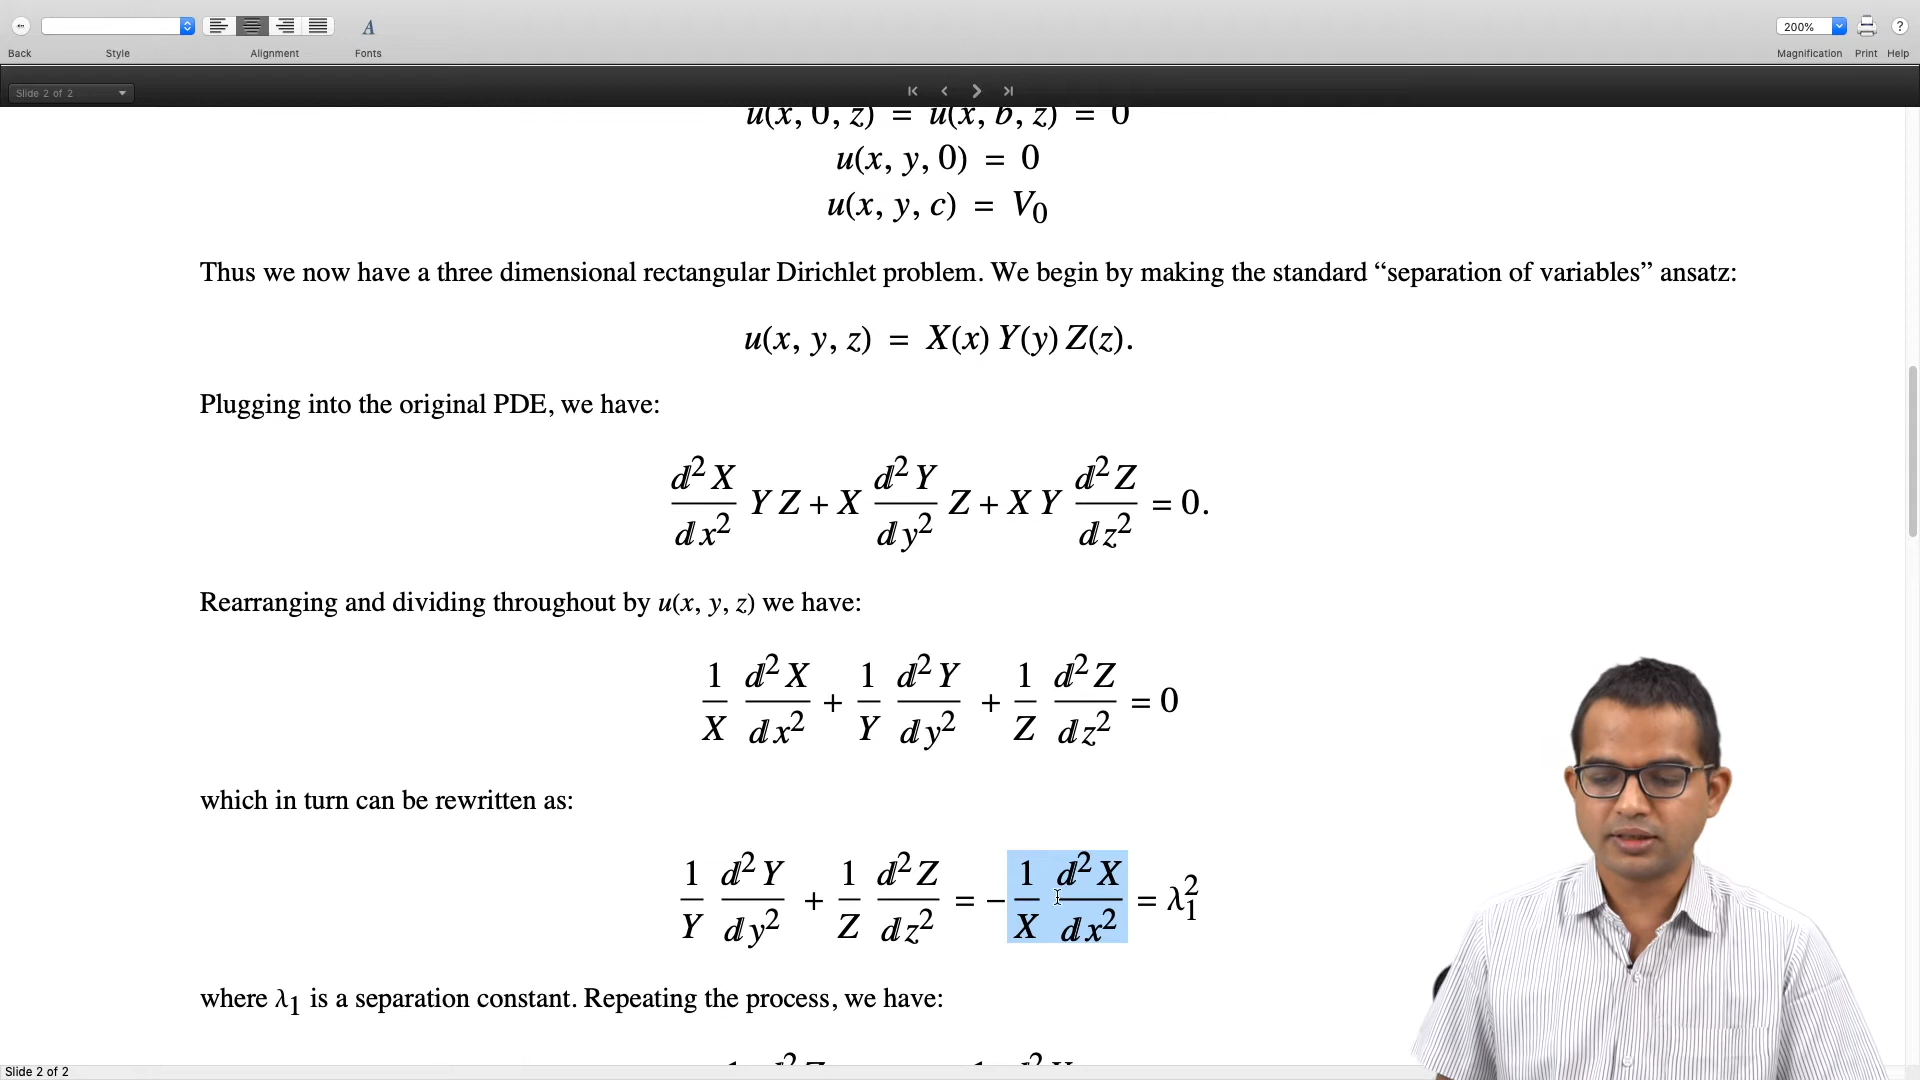 200%
Back Style Alignment Fonts Magnification Print Help
Slide 2 of 2
u(x, 0, z) = u(x, b, z) = 0
u(x, y, 0) = 0
u(x, y, c) = V₀
Thus we now have a three dimensional rectangular Dirichlet problem. We begin by making the standard “separation of variables” ansatz:
u(x, y, z) = X(x) Y(y) Z(z).
Plugging into the original PDE, we have:
d²X/dx² Y Z + X d²Y/dy² Z + X Y d²Z/dz² = 0.
Rearranging and dividing throughout by u(x, y, z) we have:
1/X d²X/dx² + 1/Y d²Y/dy² + 1/Z d²Z/dz² = 0
which in turn can be rewritten as:
1/Y d²Y/dy² + 1/Z d²Z/dz² = − 1/X d²X/dx² = λ₁²
where λ₁ is a separation constant. Repeating the process, we have:
Slide 2 of 2